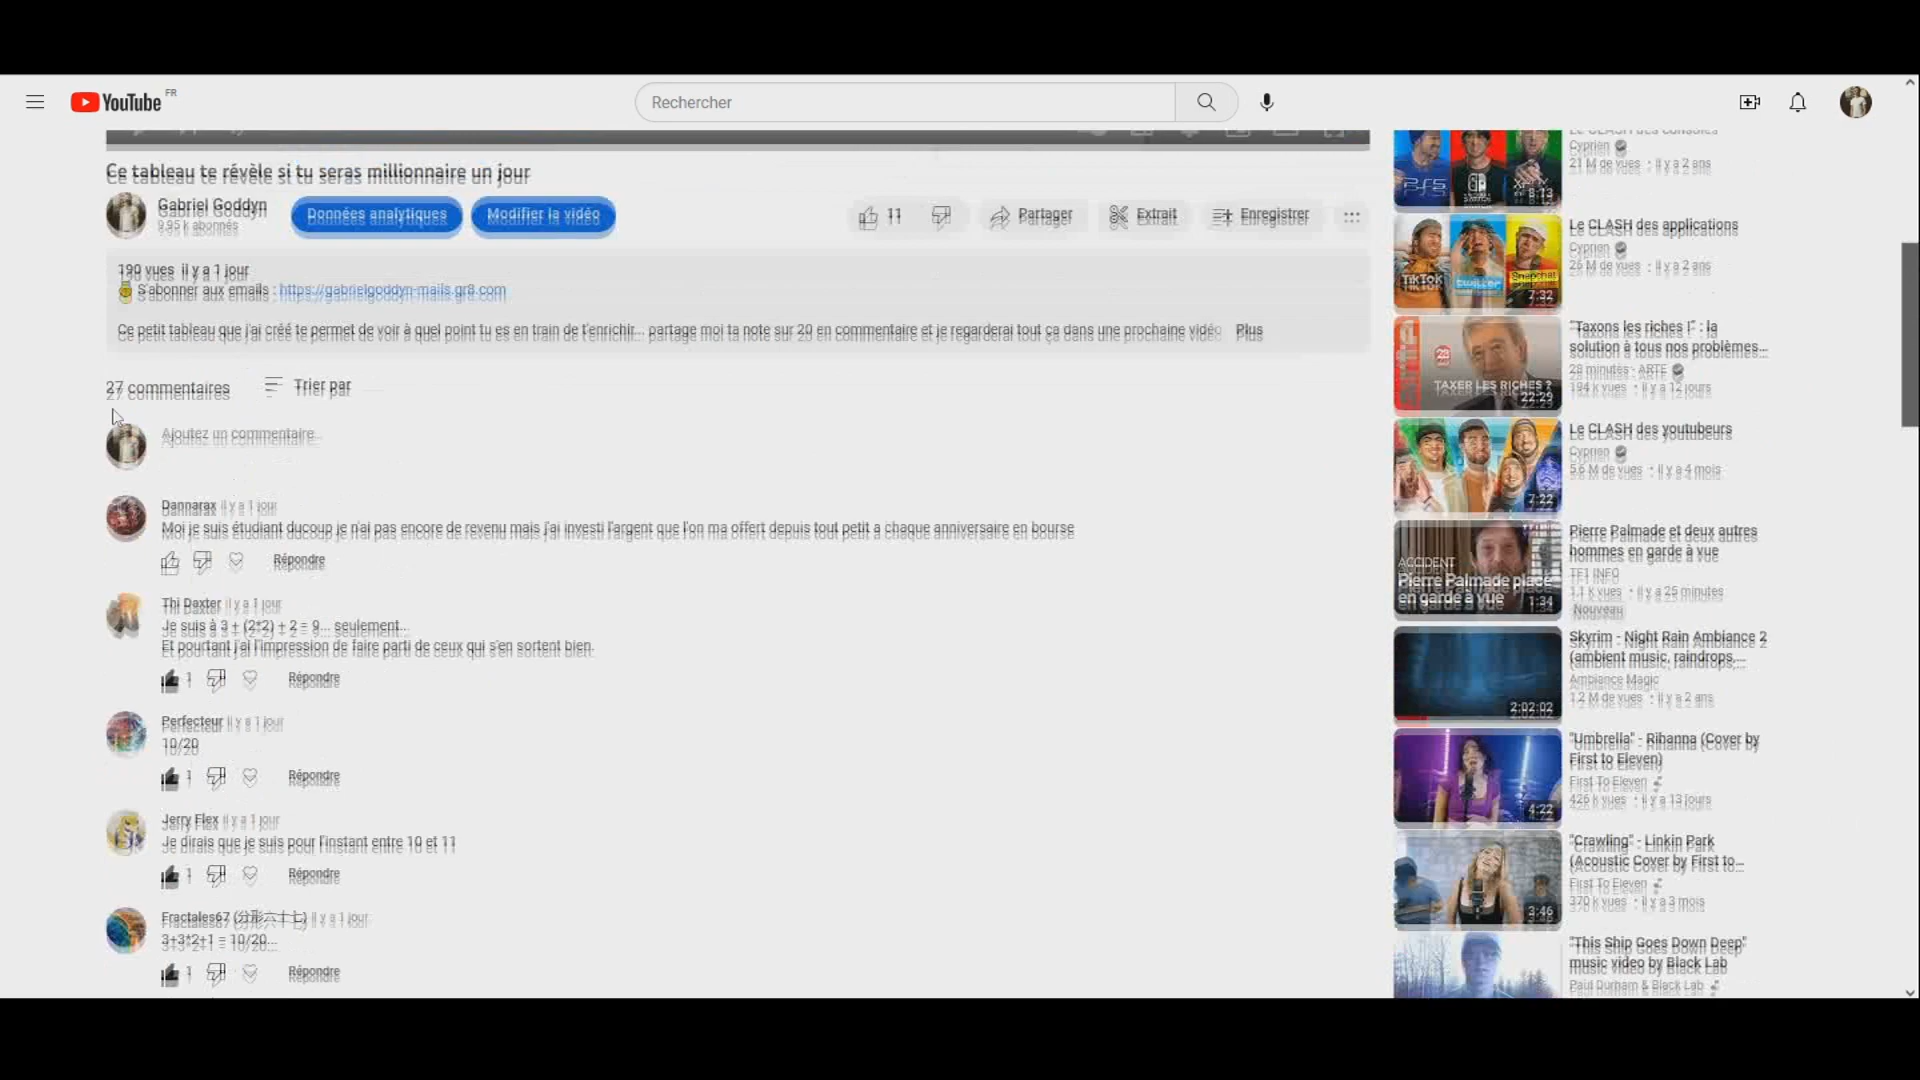 YouTube FR
Rechercher
Ce tableau te révèle si tu seras millionnaire un jour
Gabriel Goddyn
9,95 k abonnés
Données analytiques
Modifier la vidéo
11
Partager
Extrait
Enregistrer
190 vues il y a 1 jour
S'abonner aux emails : https://gabrielgoddyn-mails.gr8.com
Ce petit tableau que j'ai créé te permet de voir à quel point tu es en train de t'enrichir... partage moi ta note sur 20 en commentaire et je regarderai tout ça dans une prochaine vidéo Plus
27 commentaires
Trier par
Ajoutez un commentaire...
Dannarax il y a 1 jour
Moi je suis étudiant ducoup je n'ai pas encore de revenu mais j'ai investi l'argent que l'on ma offert depuis tout petit a chaque anniversaire en bourse
Répondre
Thi Daxter il y a 1 jour
Je suis à 3 + (2*2) + 2 = 9... seulement...
Et pourtant j'ai l'impression de faire parti de ceux qui s'en sortent bien.
1 Répondre
Perfecteur il y a 1 jour
10/20
1 Répondre
Jerry Flex il y a 1 jour
Je dirais que je suis pour l'instant entre 10 et 11
1 Répondre
Fractales67 (分形六十七) il y a 1 jour
3+3*2+1 = 10/20...
1 Répondre
Le CLASH des consoles
Cyprien
21 M de vues • il y a 2 ans
PS5
8:13
Le CLASH des applications
Cyprien
26 M de vues • il y a 2 ans
TikTok
Twitter
Snapchat
7:32
"Taxons les riches !" : la
solution à tous nos problèmes...
28 minutes - ARTE
194 k vues • il y a 12 jours
TAXER LES RICHES ?
22:29
Le CLASH des youtubeurs
Cyprien
5,6 M de vues • il y a 4 mois
7:22
Pierre Palmade et deux autres
hommes en garde à vue
TF1 INFO
1,1 k vues • il y a 25 minutes
Nouveau
ACCIDENT
Pierre Palmade placé
en garde à vue
1:34
Skyrim - Night Rain Ambiance 2
(ambient music, raindrops,...
Ambiance Magic
1,2 M de vues • il y a 2 ans
2:02:02
"Umbrella" - Rihanna (Cover by
First to Eleven)
First To Eleven
426 k vues • il y a 13 jours
4:22
"Crawling" - Linkin Park
(Acoustic Cover by First to...
First To Eleven
370 k vues • il y a 3 mois
3:46
"This Ship Goes Down Deep"
music video by Black Lab
Paul Durham & Black Lab